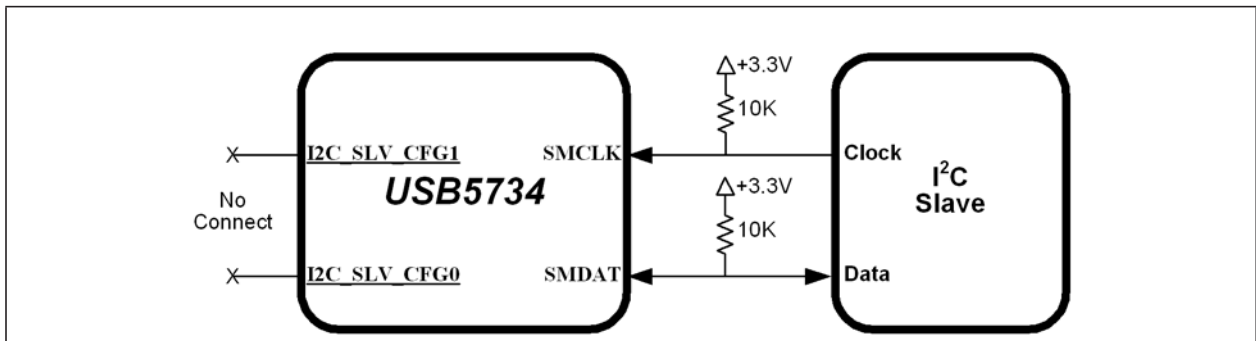 +3.3V
10K
I2C_SLV_CFG1
SMCLK
Clock
X
No
Connect
USB5734
+3.3V
10K
I²C
Slave
X
I2C_SLV_CFG0
SMDAT
Data